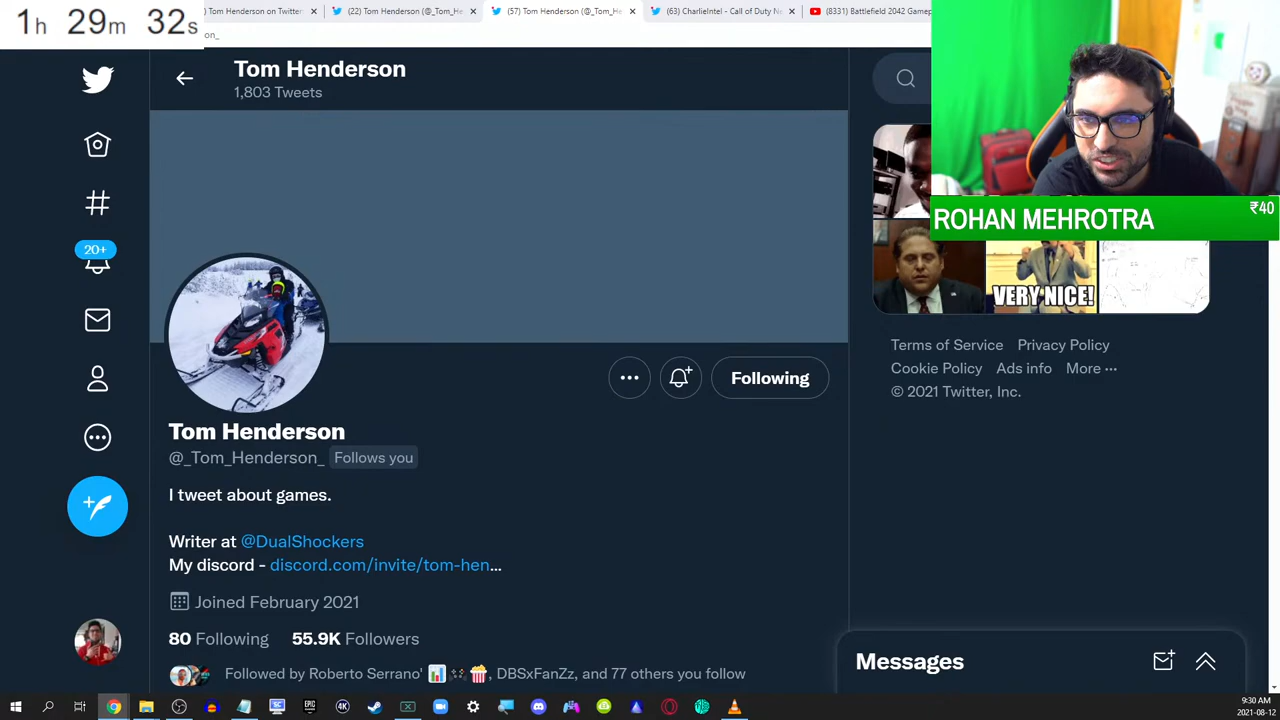 1h 29m 32s
Tom Henderson on Twitter
(22) Tom Henderson (@_Tom_He
(57) Tom Henderson (@_Tom_He
(63) CharlieIntel - Call of Duty Ne
(8331) Battlefield 2042 Gamep
on_
Tom Henderson
1,803 Tweets
ROHAN MEHROTRA ₹40
20+
VERY NICE!
Terms of Service Privacy Policy
Cookie Policy Ads info More ···
© 2021 Twitter, Inc.
Following
Tom Henderson
@_Tom_Henderson_ Follows you
I tweet about games.
Writer at @DualShockers
My discord - discord.com/invite/tom-hen...
Joined February 2021
80 Following 55.9K Followers
Followed by Roberto Serrano' 📊🎮🍿, DBSxFanZz, and 77 others you follow
Messages
9:30 AM
2021-08-12